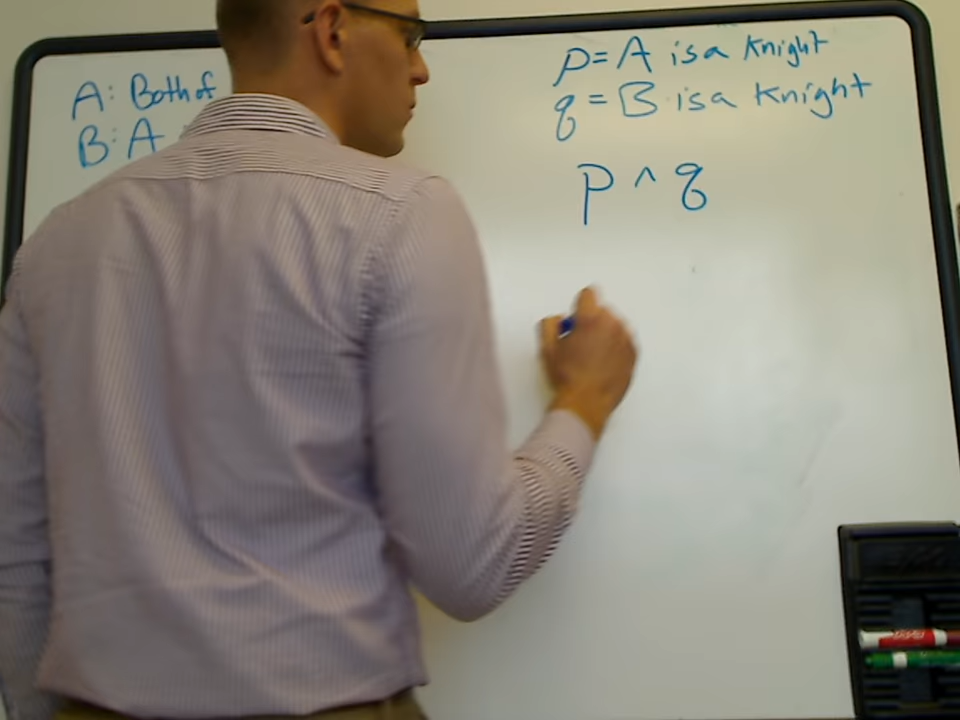 A: Both of
B: A
p = A is a Knight
q = B is a Knight
p ∧ q